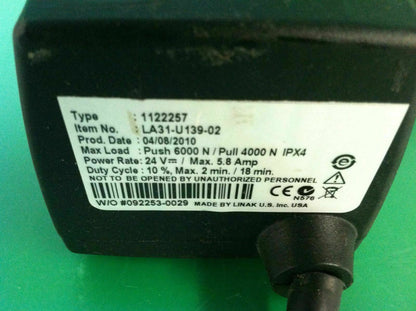 Type : 1122257
Item No. : LA31-U139-02
Prod. Date : 04/08/2010
Max Load : Push 6000 N / Pull 4000 N IPX4
Power Rate: 24 V⎓ / Max. 5.8 Amp
Duty Cycle : 10 %, Max. 2 min. / 18 min.
NOT TO BE OPENED BY UNAUTHORIZED PERSONNEL
CE N576
W/O #092253-0029 MADE BY LINAK U.S. Inc. USA